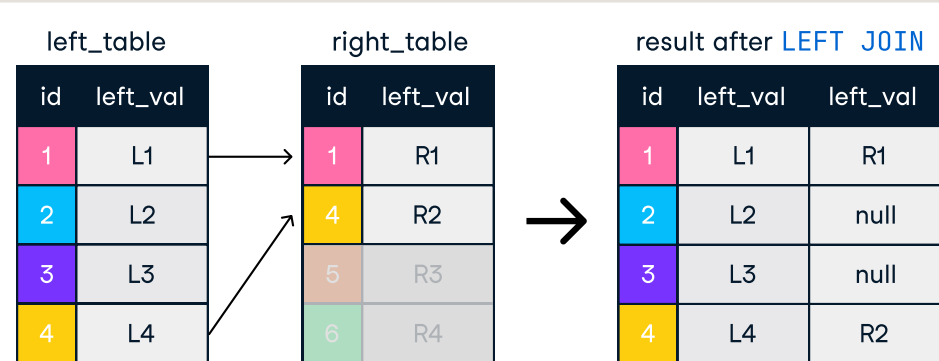 left_table right_table result after LEFT JOIN
id left_val id left_val id left_val left_val
1 L1 1 R1 1 L1 R1
2 L2 4 R2 2 L2 null
3 L3 5 R3 3 L3 null
4 L4 6 R4 4 L4 R2